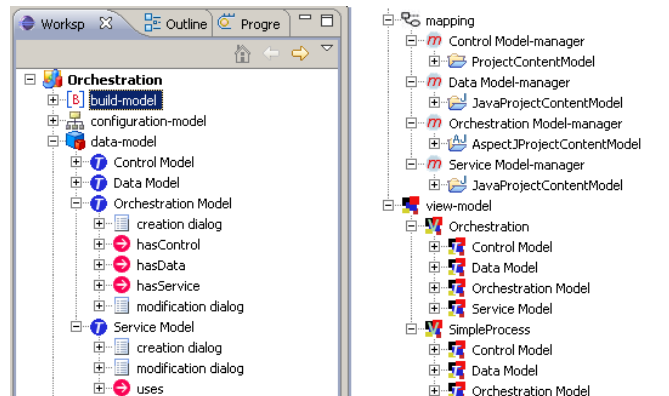 Worksp Outline Progre
Orchestration
build-model
configuration-model
data-model
Control Model
Data Model
Orchestration Model
creation dialog
hasControl
hasData
hasService
modification dialog
Service Model
creation dialog
modification dialog
uses
mapping
Control Model-manager
ProjectContentModel
Data Model-manager
JavaProjectContentModel
Orchestration Model-manager
AspectJProjectContentModel
Service Model-manager
JavaProjectContentModel
view-model
Orchestration
Control Model
Data Model
Orchestration Model
Service Model
SimpleProcess
Control Model
Data Model
Orchestration Model